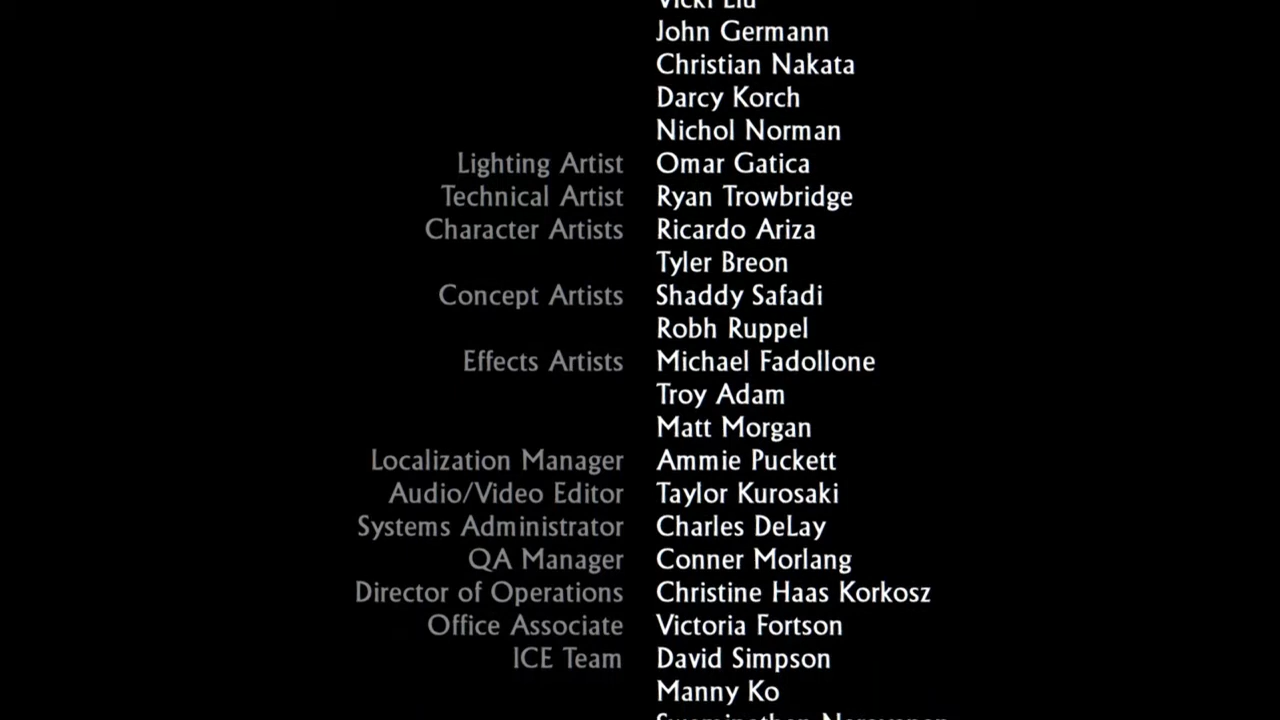 Vicki Liu
John Germann
Christian Nakata
Darcy Korch
Nichol Norman
Lighting Artist Omar Gatica
Technical Artist Ryan Trowbridge
Character Artists Ricardo Ariza
Tyler Breon
Concept Artists Shaddy Safadi
Robh Ruppel
Effects Artists Michael Fadollone
Troy Adam
Matt Morgan
Localization Manager Ammie Puckett
Audio/Video Editor Taylor Kurosaki
Systems Administrator Charles DeLay
QA Manager Conner Morlang
Director of Operations Christine Haas Korkosz
Office Associate Victoria Fortson
ICE Team David Simpson
Manny Ko